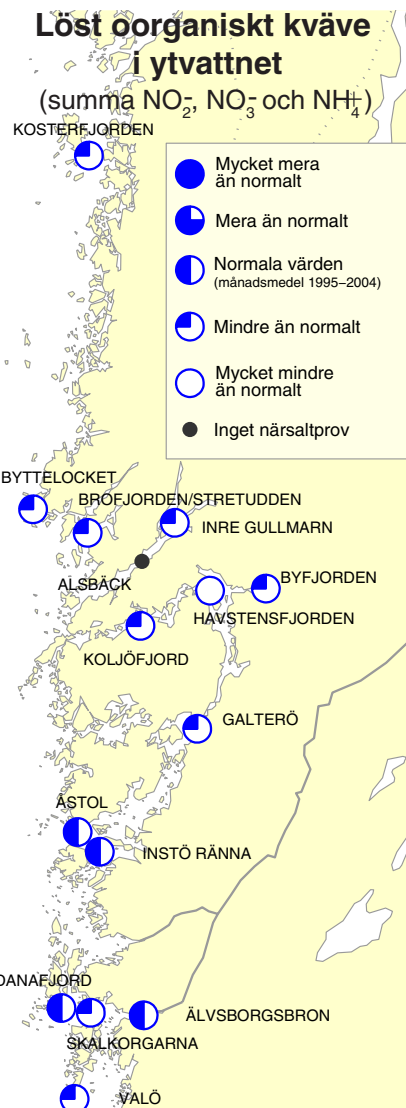 Löst oorganiskt kväve
i ytvattnet
(summa NO₂⁻, NO₃⁻ och NH₄⁺)
KOSTERFJORDEN
Mycket mera
än normalt
Mera än normalt
Normala värden
(månadsmedel 1995–2004)
Mindre än normalt
Mycket mindre
än normalt
Inget närsaltprov
BYTTELOCKET
BROFJORDEN/STRETUDDEN
INRE GULLMARN
ALSBÄCK
BYFJORDEN
HAVSTENSFJORDEN
KOLJÖFJORD
GALTERÖ
ÅSTOL
INSTÖ RÄNNA
DANAFJORD
ÄLVSBORGSBRON
SKALKORGARNA
VALÖ